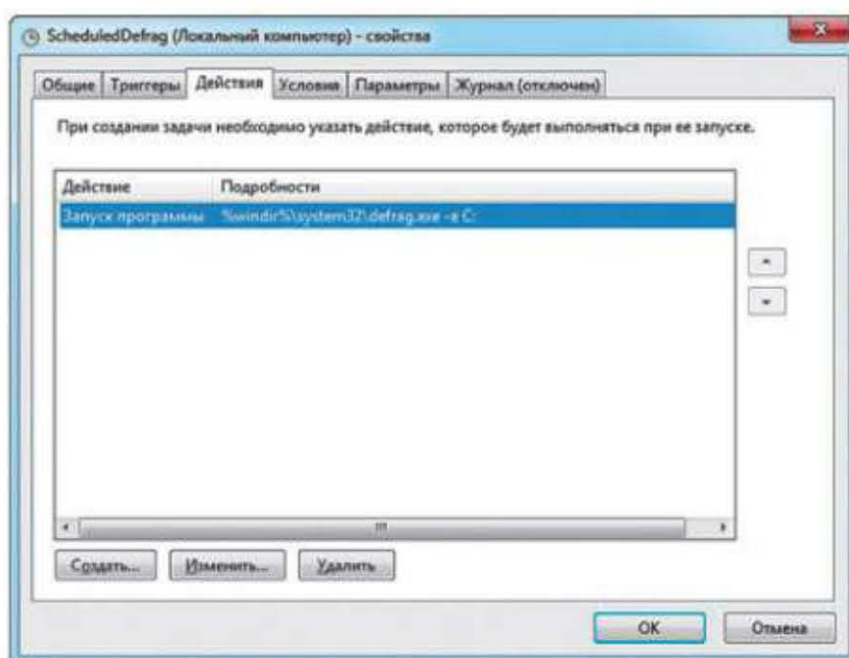 ScheduledDefrag (Локальный компьютер) - свойства
Общие Триггеры Действия Условия Параметры Журнал (отключен)
При создании задачи необходимо указать действие, которое будет выполняться при ее запуске.
Действие Подробности
Запуск программы %windir%\system32\defrag.exe -в C:
Создать... Изменить... Удалить
OK Отмена